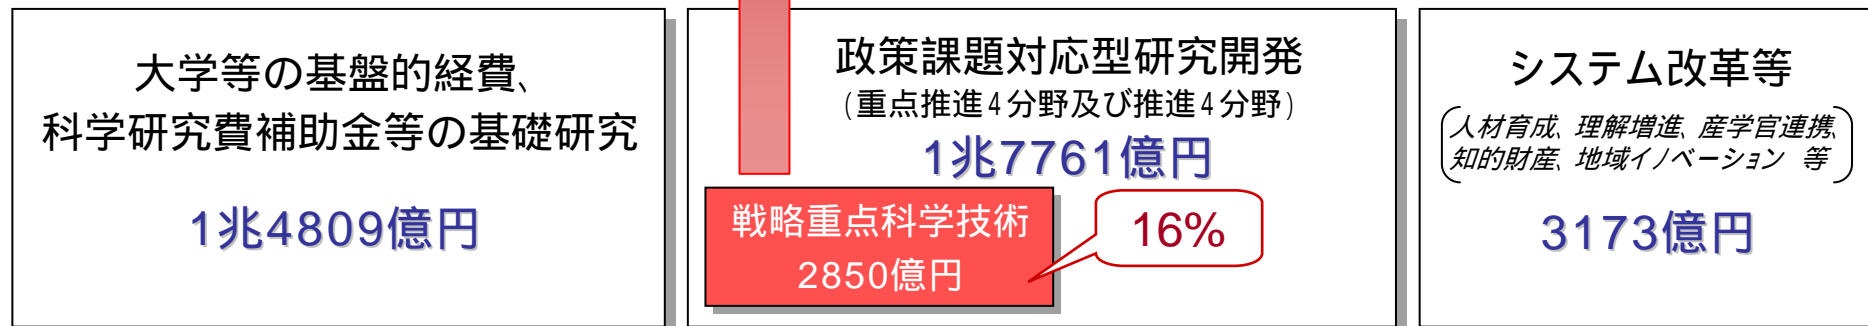 大学等の基盤的経費、
科学研究費補助金等の基礎研究
1兆4809億円
政策課題対応型研究開発
(重点推進4分野及び推進4分野)
1兆7761億円
戦略重点科学技術
2850億円
16%
システム改革等
人材育成、理解増進、産学官連携、
知的財産、地域イノベーション 等
3173億円